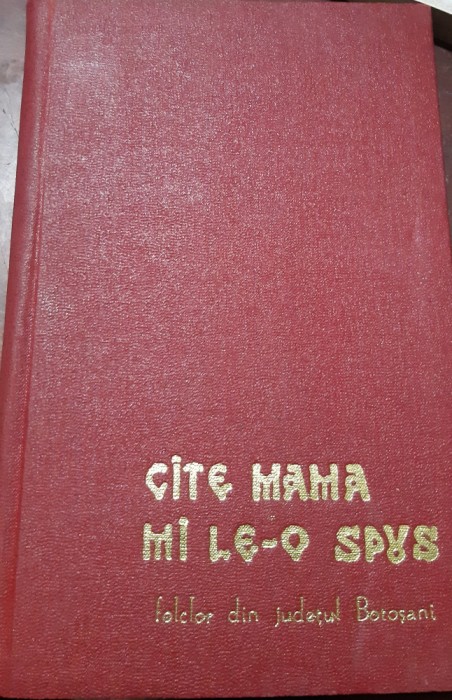 CÎTE MAMA
MI LE-O SPUS
folclor din județul Botoșani